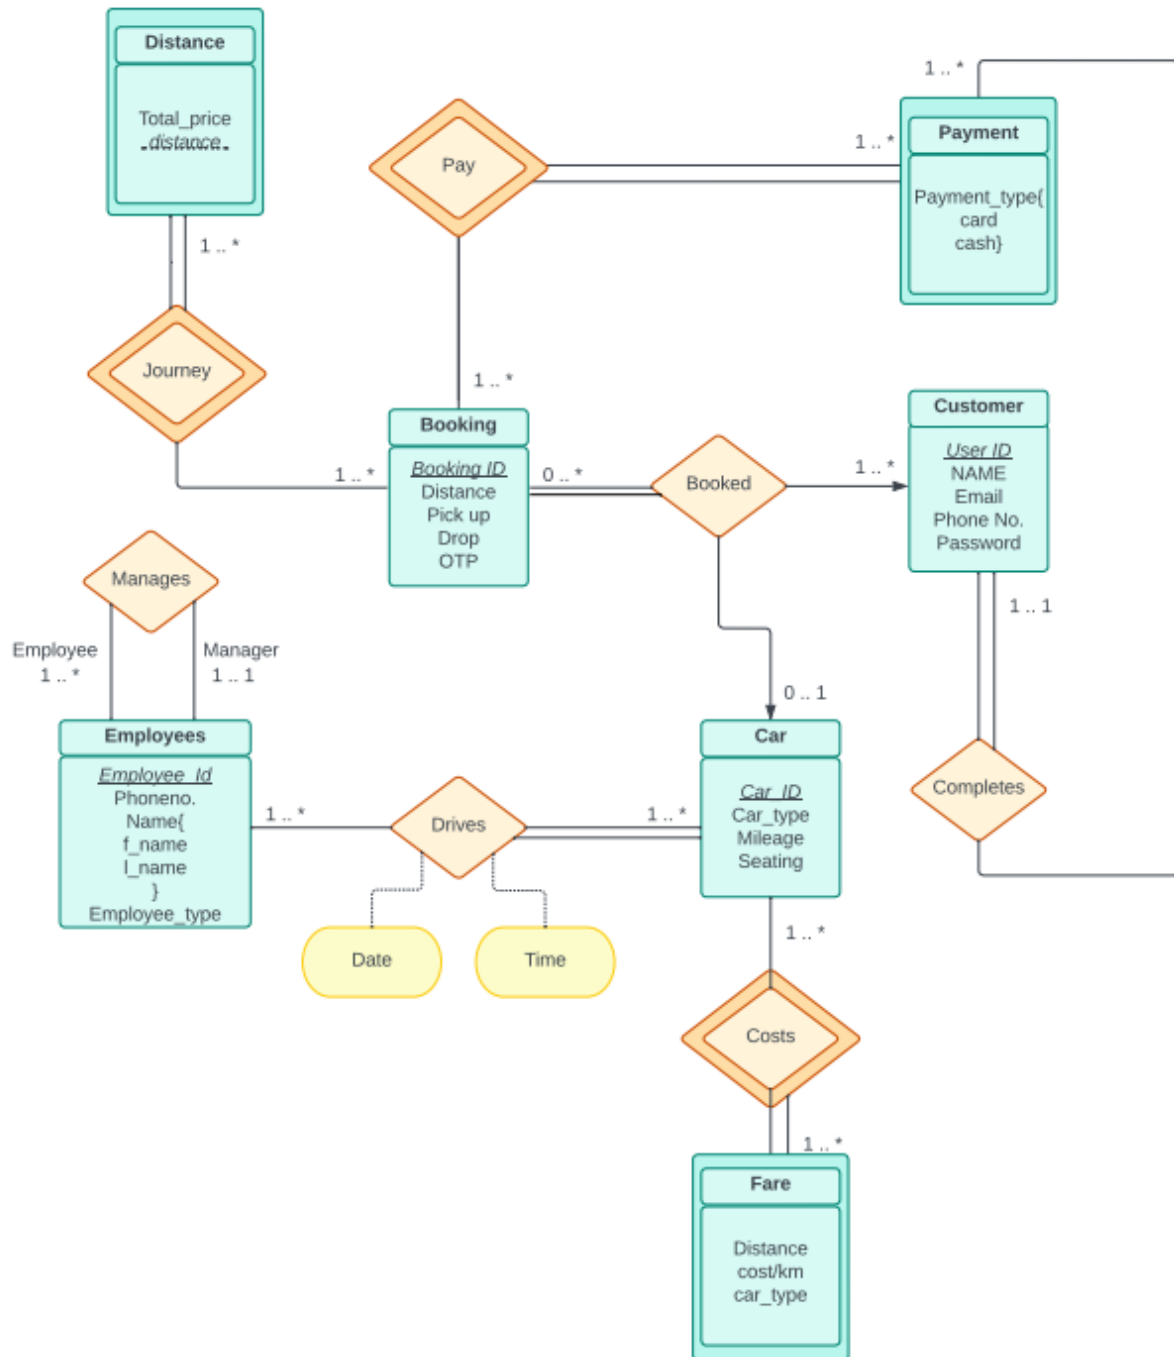 Distance
Total_price
distance
1 .. *
Journey
1 .. *
Pay
1 .. *
1 .. *
1 .. *
Payment
Payment_type{
card
cash}
Booking
Booking ID
Distance
Pick up
Drop
OTP
0 .. *
Booked
1 .. *
Customer
User ID
NAME
Email
Phone No.
Password
1 .. 1
Completes
Manages
Employee
1 .. *
Manager
1 .. 1
Employees
Employee_Id
Phoneno.
Name{
f_name
l_name
}
Employee_type
1 .. *
Drives
1 .. *
Date
Time
0 .. 1
Car
Car_ID
Car_type
Mileage
Seating
1 .. *
Costs
1 .. *
Fare
Distance
cost/km
car_type